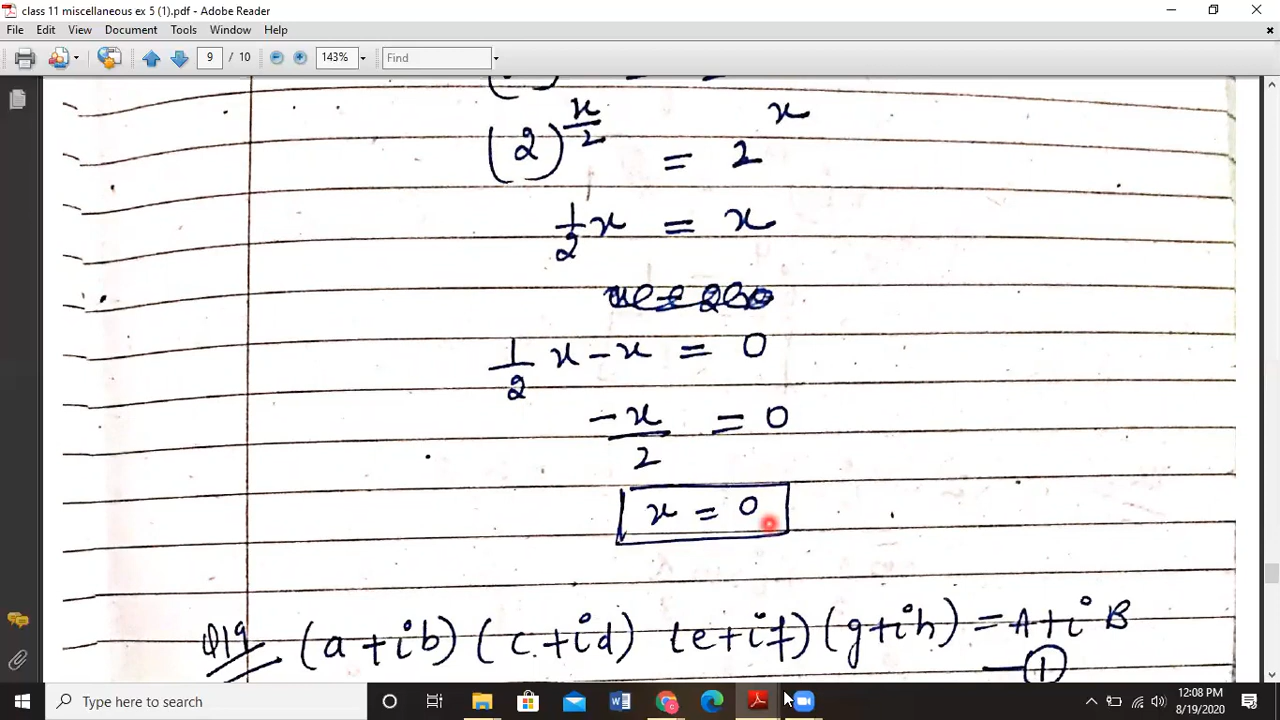 class 11 miscellaneous ex 5 (1).pdf - Adobe Reader
File Edit View Document Tools Window Help
9 / 10 143% Find
(2)^(x/2) = 2^x
1/2 x = x
1/2 x - x = 0
-x/2 = 0
x = 0
Q19 (a+ib) (c+id) (e+if) (g+ih) = A+iB
—①
Type here to search
12:08 PM
8/19/2020